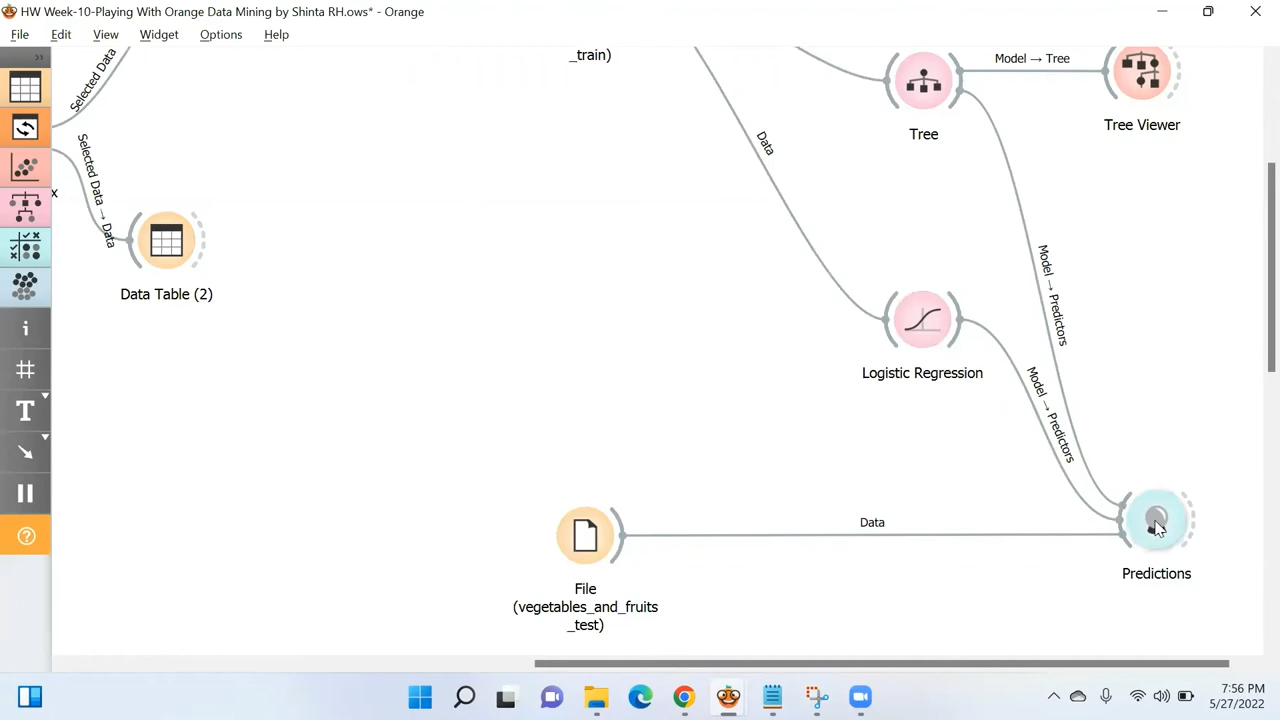 HW Week-10-Playing With Orange Data Mining by Shinta RH.ows* - Orange
File Edit View Widget Options Help
Selected Data
_train)
Model → Tree
Tree
Tree Viewer
Data
Selected Data → Data
x
Data Table (2)
Model → Predictors
Logistic Regression
Model → Predictors
Data
Predictions
File
(vegetables_and_fruits
_test)
7:56 PM
5/27/2022